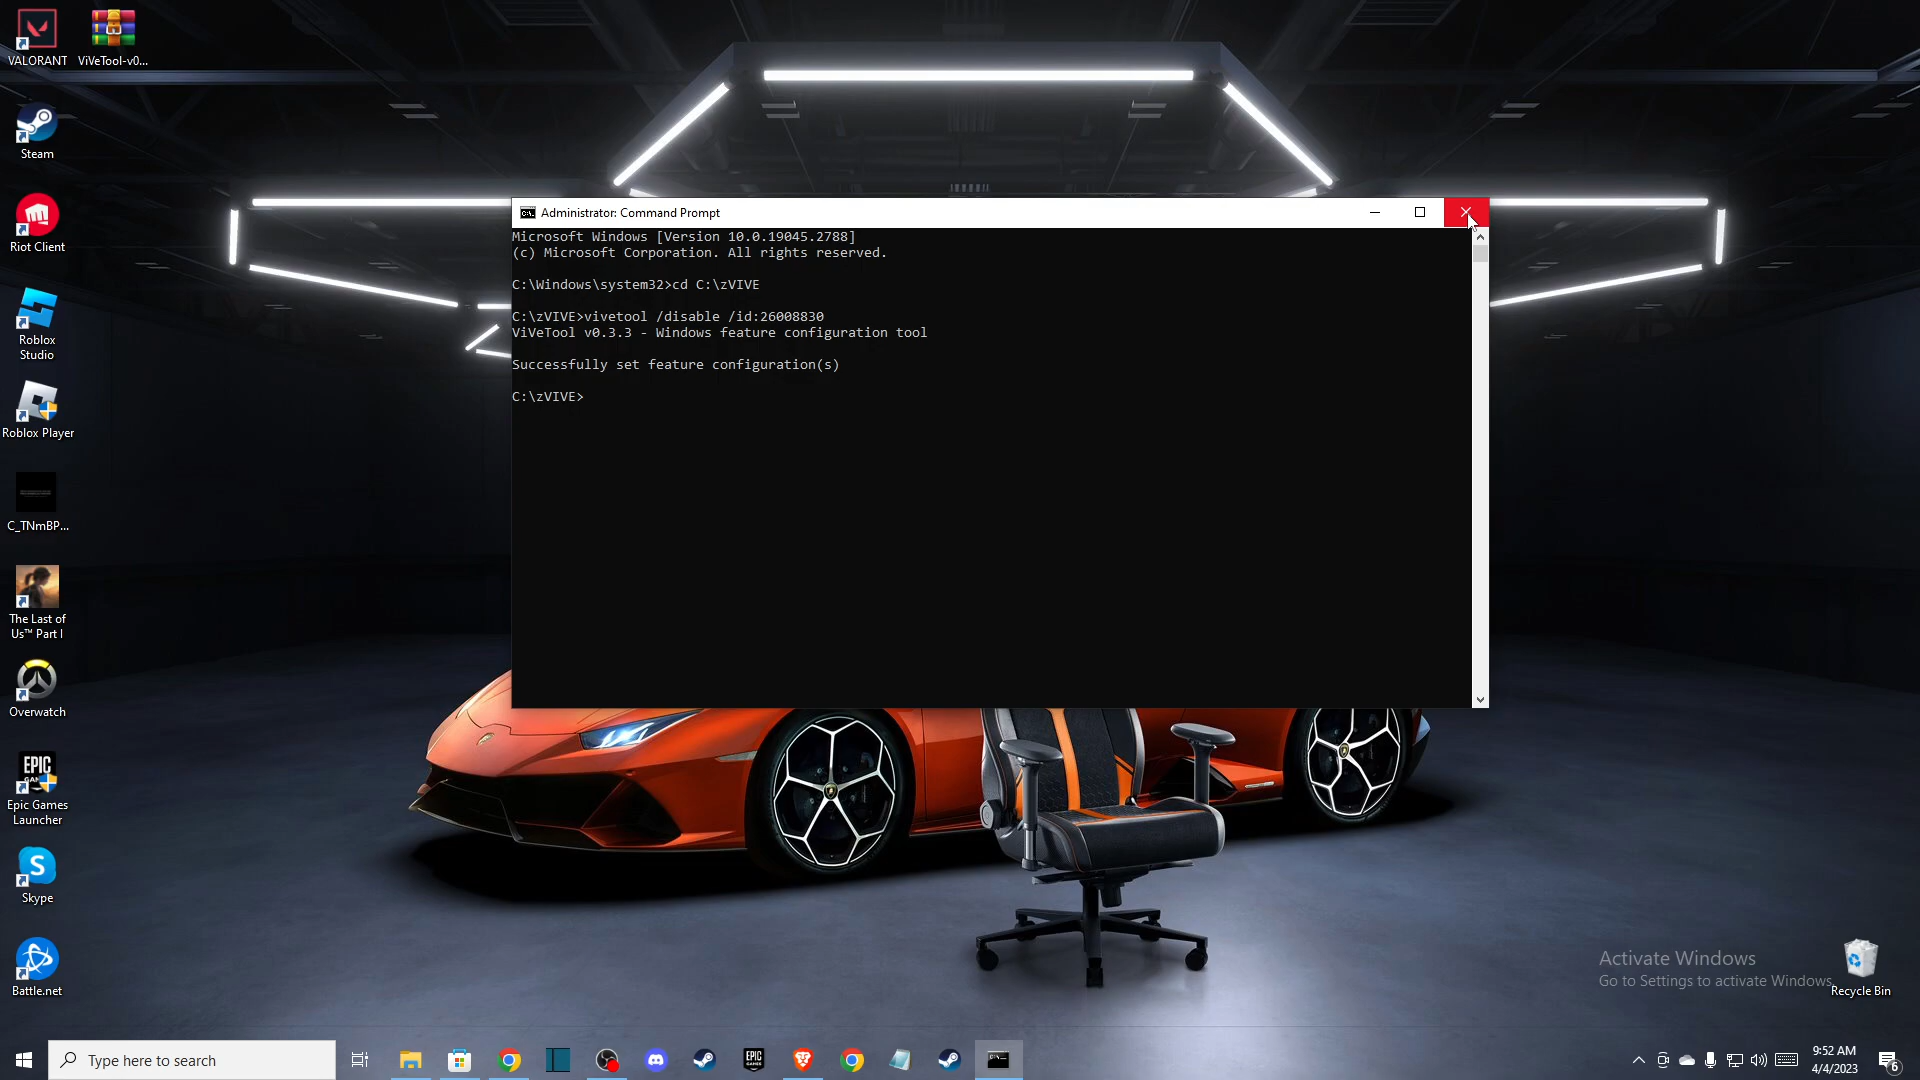 VALORANT
ViVeTool-v0...
Steam
Riot Client
Roblox
Studio
Roblox Player
C_TNmBP...
The Last of
Us™ Part I
Overwatch
EPIC
Epic Games
Launcher
Skype
Battle.net
Administrator: Command Prompt
Microsoft Windows [Version 10.0.19045.2788]
(c) Microsoft Corporation. All rights reserved.
C:\Windows\system32>cd C:\zVIVE
C:\zVIVE>vivetool /disable /id:26008830
ViVeTool v0.3.3 - Windows feature configuration tool
Successfully set feature configuration(s)
C:\zVIVE>
Activate Windows
Go to Settings to activate Windows.
Recycle Bin
Type here to search
EPIC
9:52 AM
4/4/2023
6